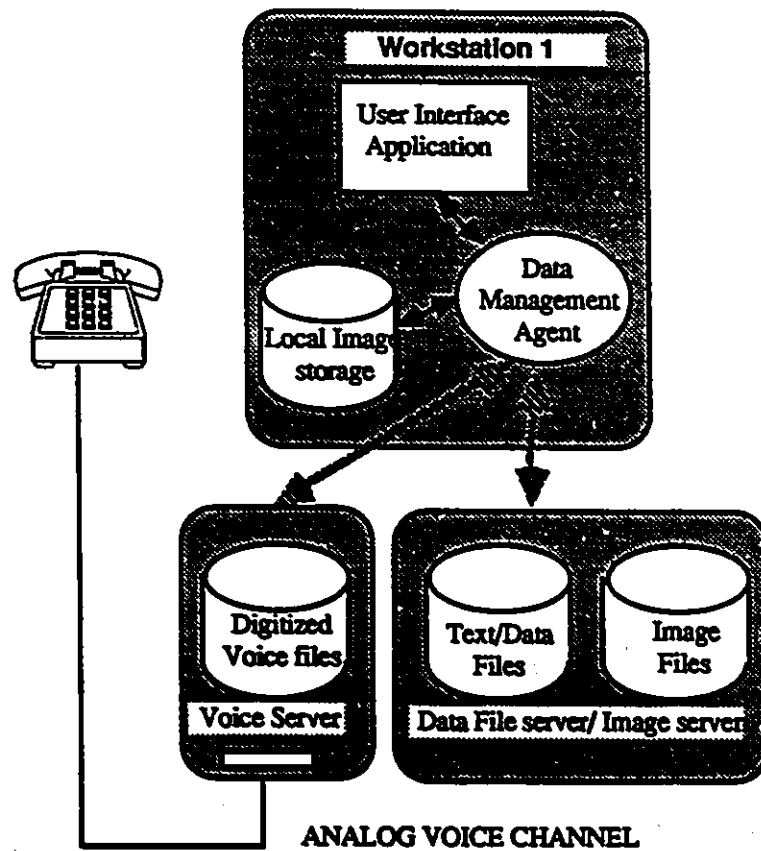 Workstation 1
User Interface
Application
Data
Management
Agent
Local Image
storage
Digitized
Voice files
Text/Data
Files
Image
Files
Voice Server
Data File server/ Image server
ANALOG VOICE CHANNEL